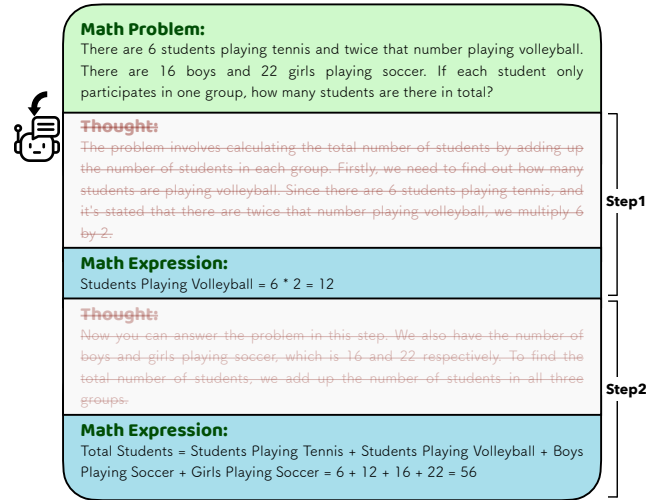 Math Problem:
There are 6 students playing tennis and twice that number playing volleyball.
There are 16 boys and 22 girls playing soccer. If each student only
participates in one group, how many students are there in total?
Thought:
The problem involves calculating the total number of students by adding up
the number of students in each group. Firstly, we need to find out how many
students are playing volleyball. Since there are 6 students playing tennis, and
it's stated that there are twice that number playing volleyball, we multiply 6
by 2.
Step1
Math Expression:
Students Playing Volleyball = 6 * 2 = 12
Thought:
Now you can answer the problem in this step. We also have the number of
boys and girls playing soccer, which is 16 and 22 respectively. To find the
total number of students, we add up the number of students in all three
groups.
Step2
Math Expression:
Total Students = Students Playing Tennis + Students Playing Volleyball + Boys
Playing Soccer + Girls Playing Soccer = 6 + 12 + 16 + 22 = 56